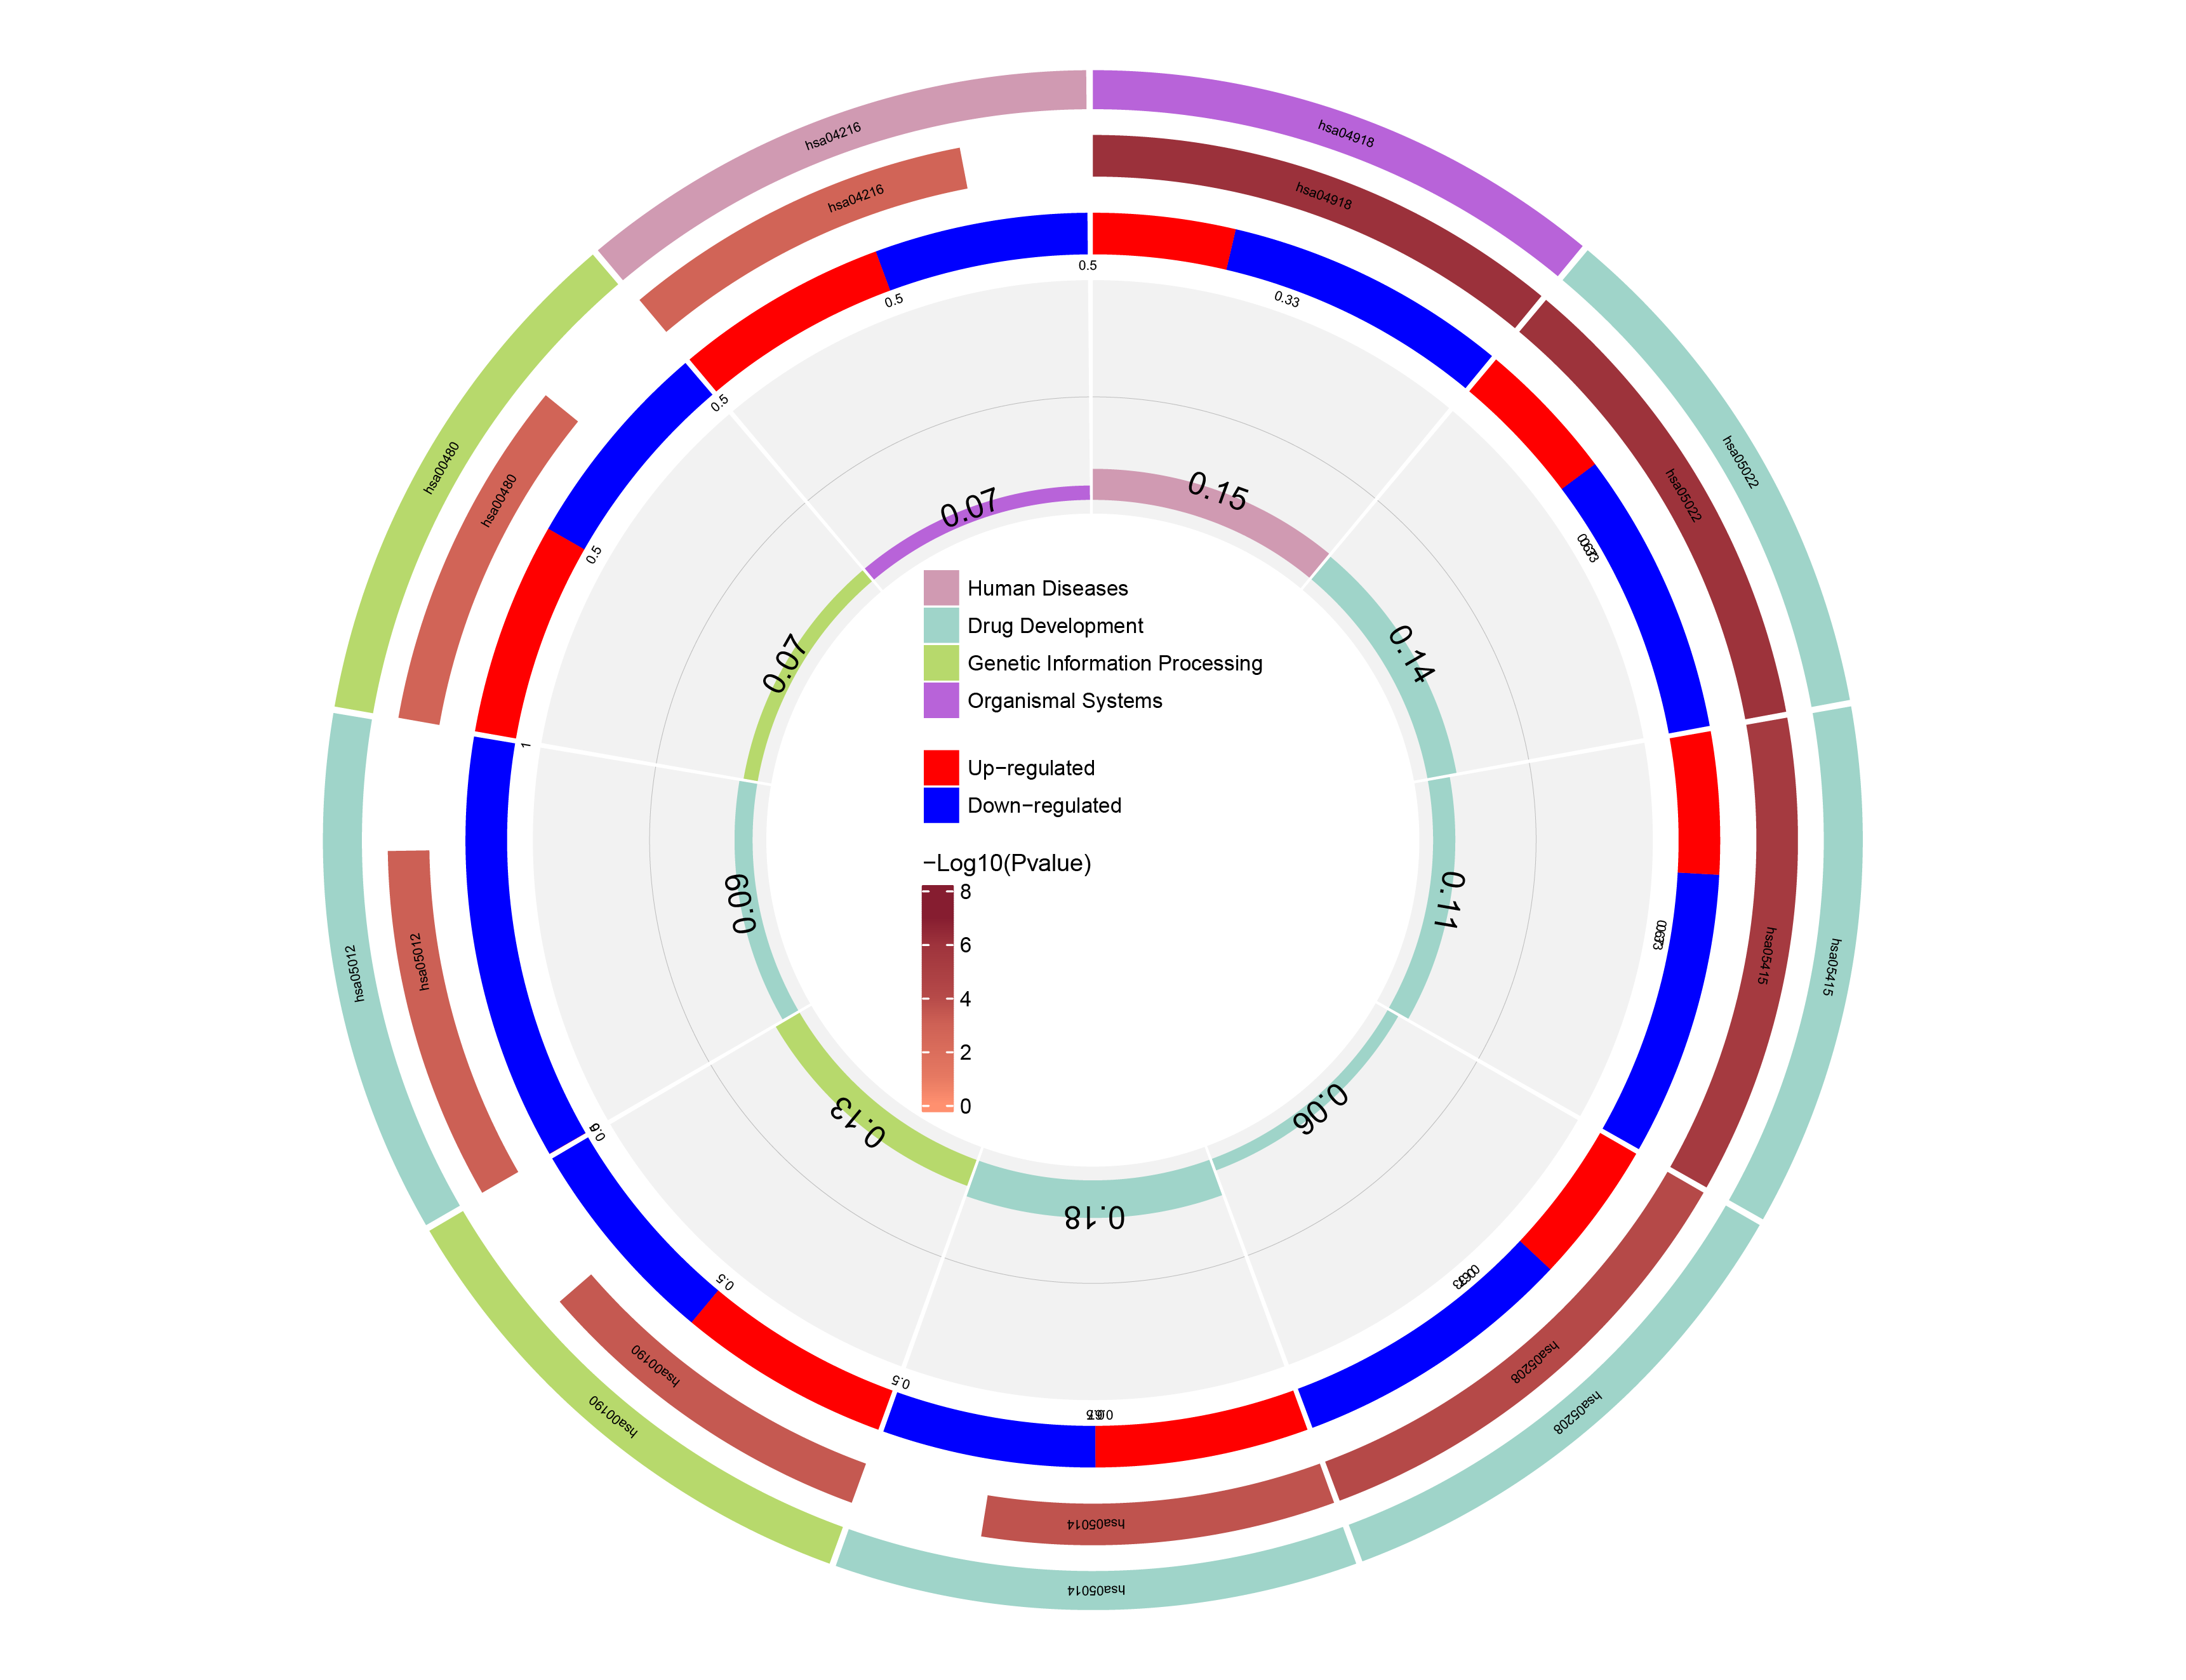 hsa04216
hsa04918
hsa04216
hsa04918
0.5
0.5
0.33
hsa05022
hsa05022
hsa00480
hsa00480
0.5
0.5
1
0.07
0.15
0.07
0.14
0.09
0.11
0.13
0.06
0.18
Human Diseases
Drug Development
Genetic Information Processing
Organismal Systems
Up−regulated
Down−regulated
−Log10(Pvalue)
8
6
4
2
0
hsa05415
hsa05415
hsa05012
hsa05012
0.5
0.5
hsa05208
hsa05208
hsa00190
hsa00190
hsa05014
hsa05014